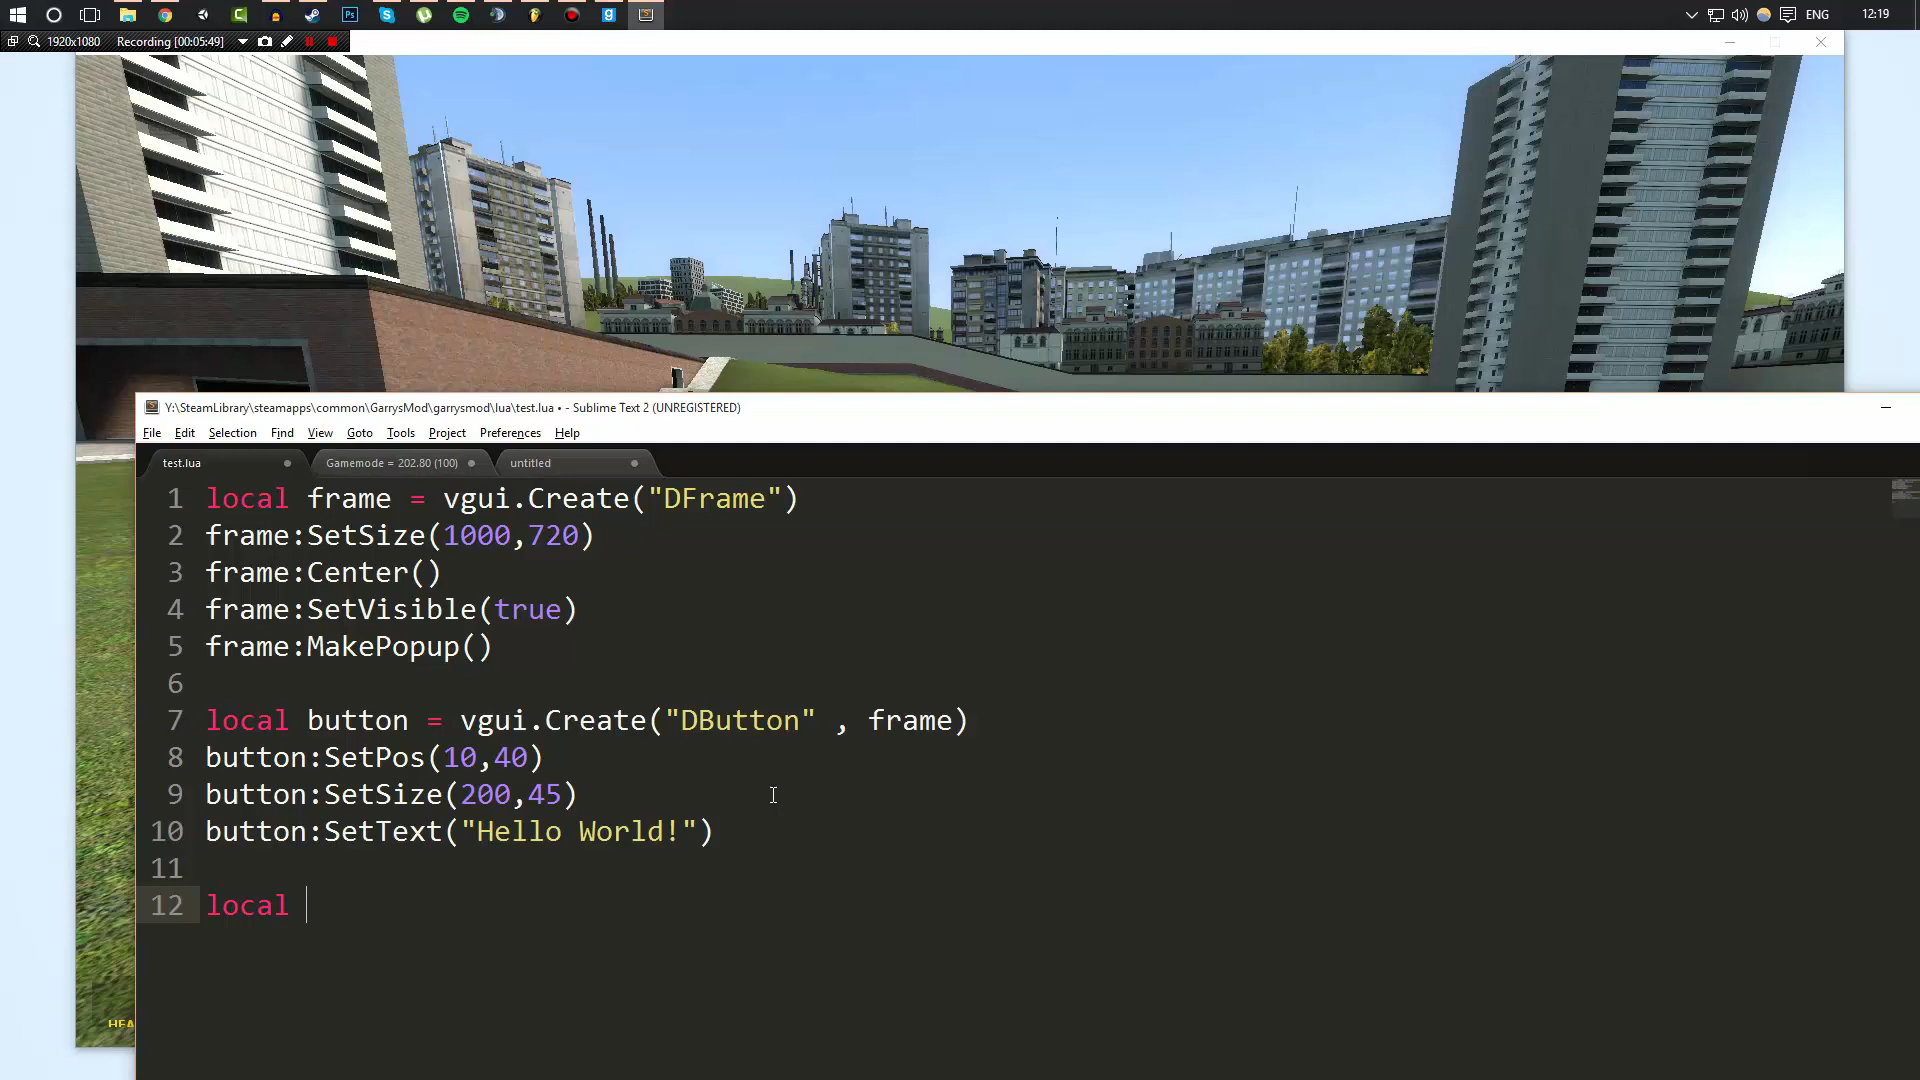 ENG
12:19
1920x1080 Recording [00:05:49]
Y:\SteamLibrary\steamapps\common\GarrysMod\garrysmod\lua\test.lua • - Sublime Text 2 (UNREGISTERED)
File Edit Selection Find View Goto Tools Project Preferences Help
test.lua Gamemode = 202.80 (100) untitled
1 local frame = vgui.Create("DFrame")
2 frame:SetSize(1000,720)
3 frame:Center()
4 frame:SetVisible(true)
5 frame:MakePopup()
6
7 local button = vgui.Create("DButton" , frame)
8 button:SetPos(10,40)
9 button:SetSize(200,45)
10 button:SetText("Hello World!")
11
12 local
HEA